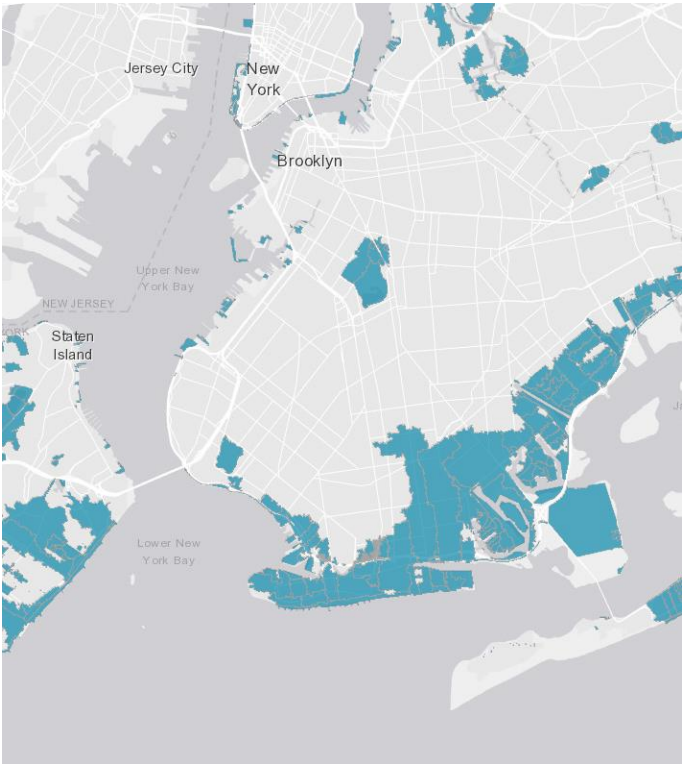 Jersey City
New
York
Brooklyn
Upper New
York Bay
NEW JERSEY
Staten
Island
Lower New
York Bay